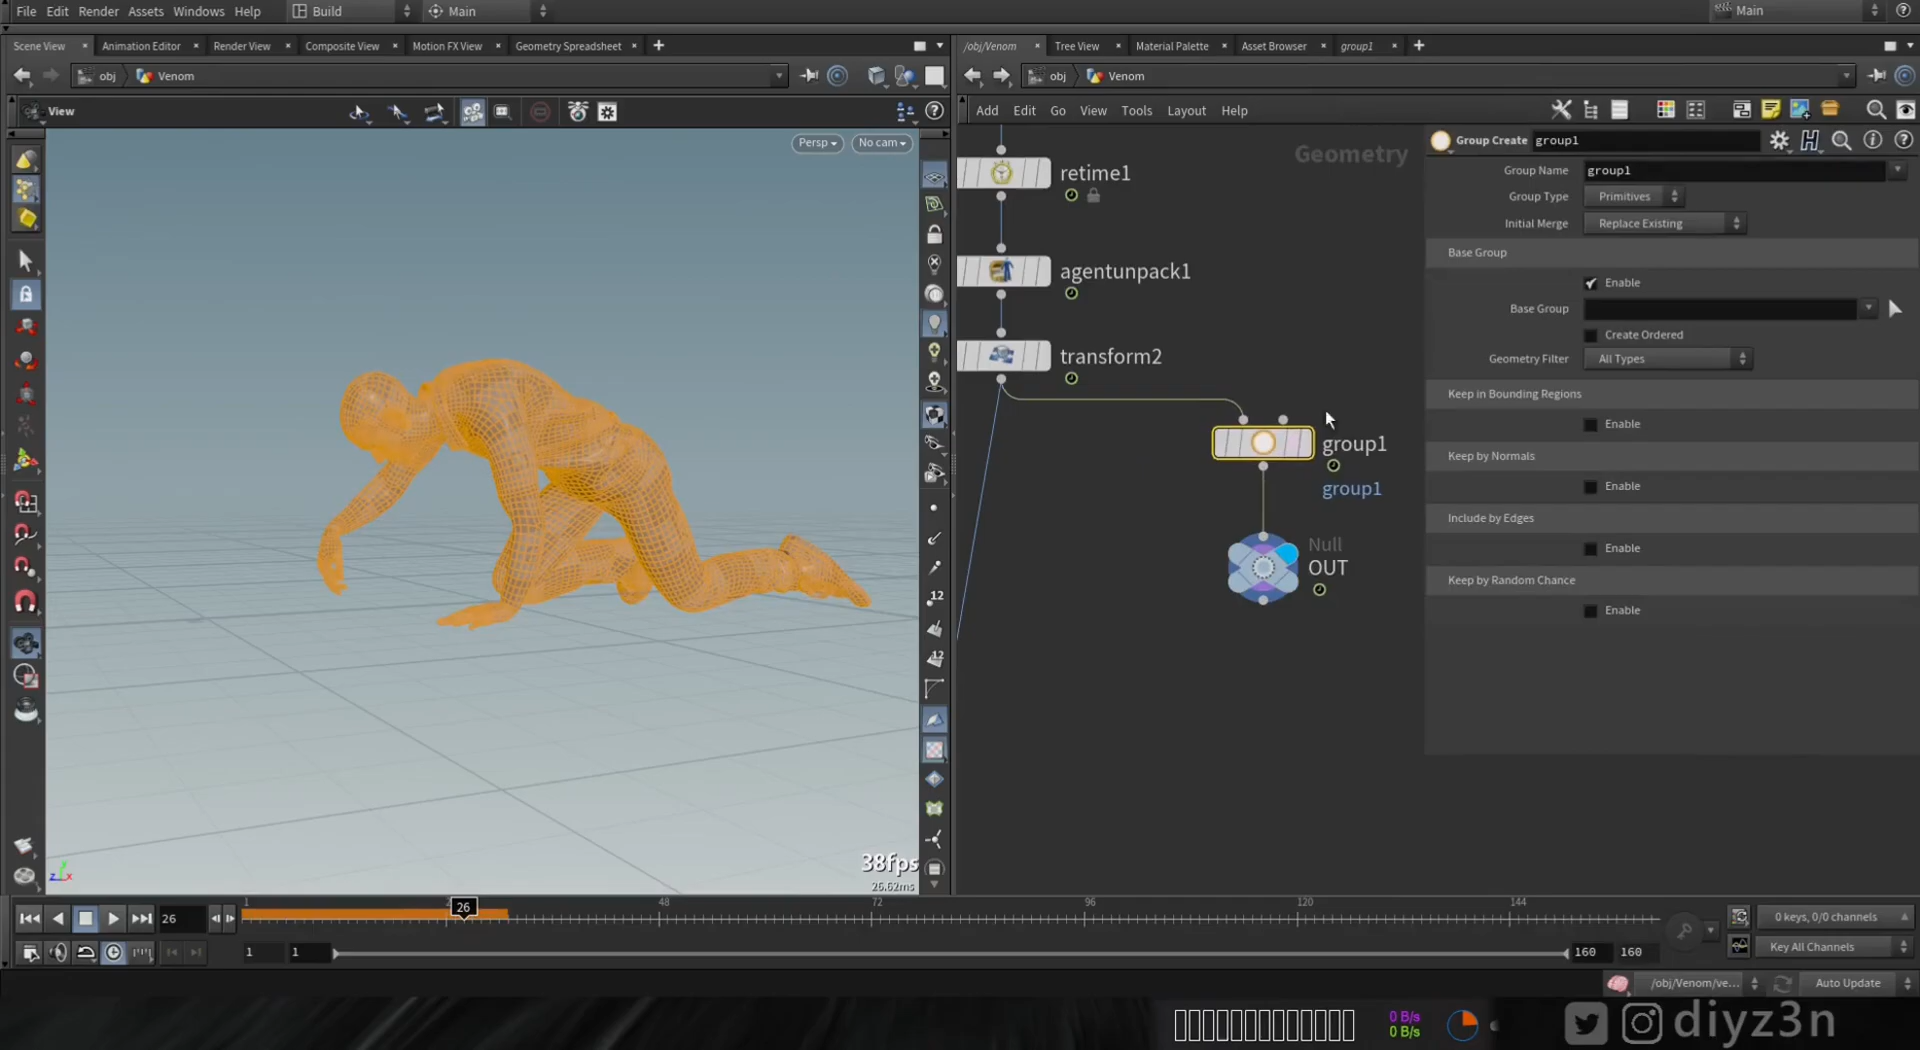 File Edit Render Assets Windows Help Build Main Main
Scene View Animation Editor Render View Composite View Motion FX View Geometry Spreadsheet
/obj/Venom Tree View Material Palette Asset Browser group1
obj Venom
obj Venom
View
Add Edit Go View Tools Layout Help
Persp No cam
Geometry
retime1
agentunpack1
transform2
group1
group1
Null
OUT
Group Create group1
Group Name group1
Group Type Primitives
Initial Merge Replace Existing
Base Group
Enable
Base Group
Create Ordered
Geometry Filter All Types
Keep in Bounding Regions
Enable
Keep by Normals
Enable
Include by Edges
Enable
Keep by Random Chance
Enable
12
12
z x
38fps
26.62ms
26
1 26 48 72 96 120 144
0 keys, 0/0 channels
1 1 160 160
Key All Channels
/obj/Venom/ve... Auto Update
0 B/s
0 B/s
diyz3n